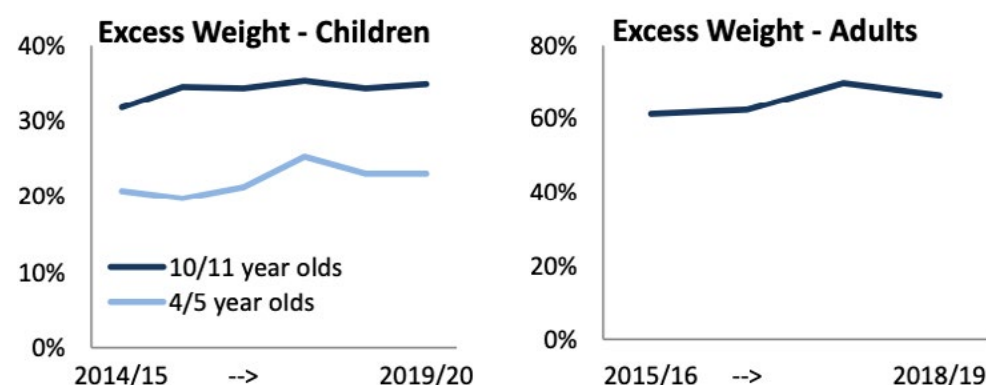 Excess Weight - Children
40%
30%
20%
10%
0%
10/11 year olds
4/5 year olds
2014/15 --> 2019/20
Excess Weight - Adults
80%
60%
40%
20%
0%
2015/16 --> 2018/19